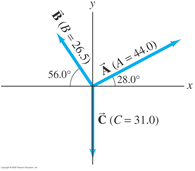 y
B (B = 26.5)
A (A = 44.0)
56.0°
28.0°
x
C (C = 31.0)